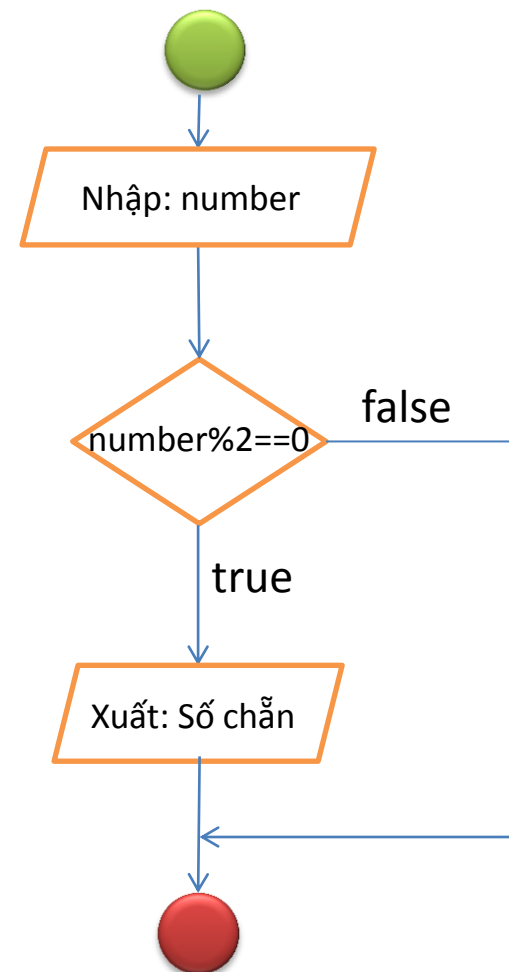 Nhập: number
number%2==0
false
true
Xuất: Số chẵn